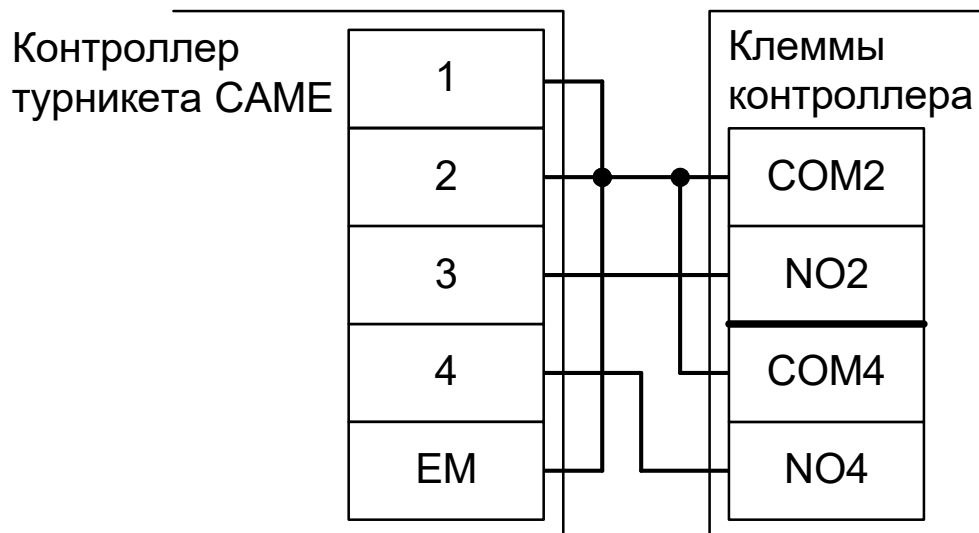 Контроллер
турникета CAME
1
2
3
4
EM
Клеммы
контроллера
COM2
NO2
COM4
NO4